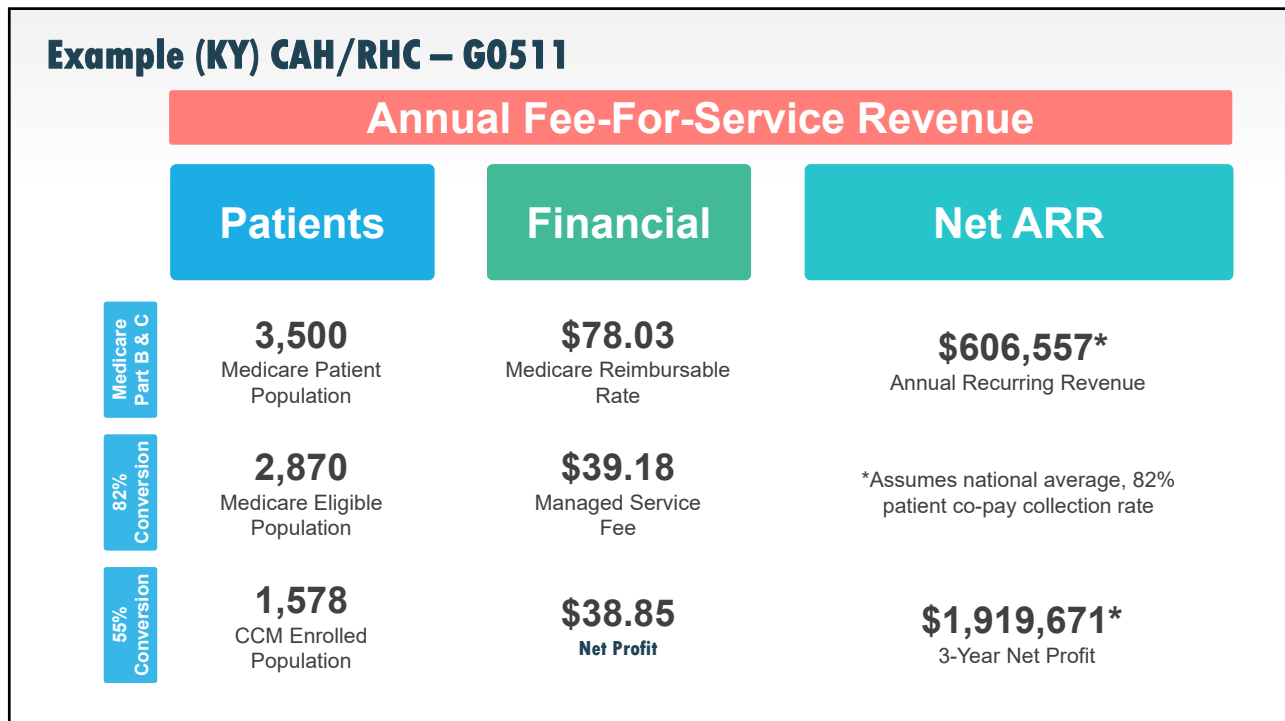 Example (KY) CAH/RHC – G0511
Annual Fee-For-Service Revenue
Patients
Financial
Net ARR
Medicare
Part B & C
3,500
Medicare Patient
Population
$78.03
Medicare Reimbursable
Rate
$606,557*
Annual Recurring Revenue
82%
Conversion
2,870
Medicare Eligible
Population
$39.18
Managed Service
Fee
*Assumes national average, 82%
patient co-pay collection rate
55%
Conversion
1,578
CCM Enrolled
Population
$38.85
Net Profit
$1,919,671*
3-Year Net Profit